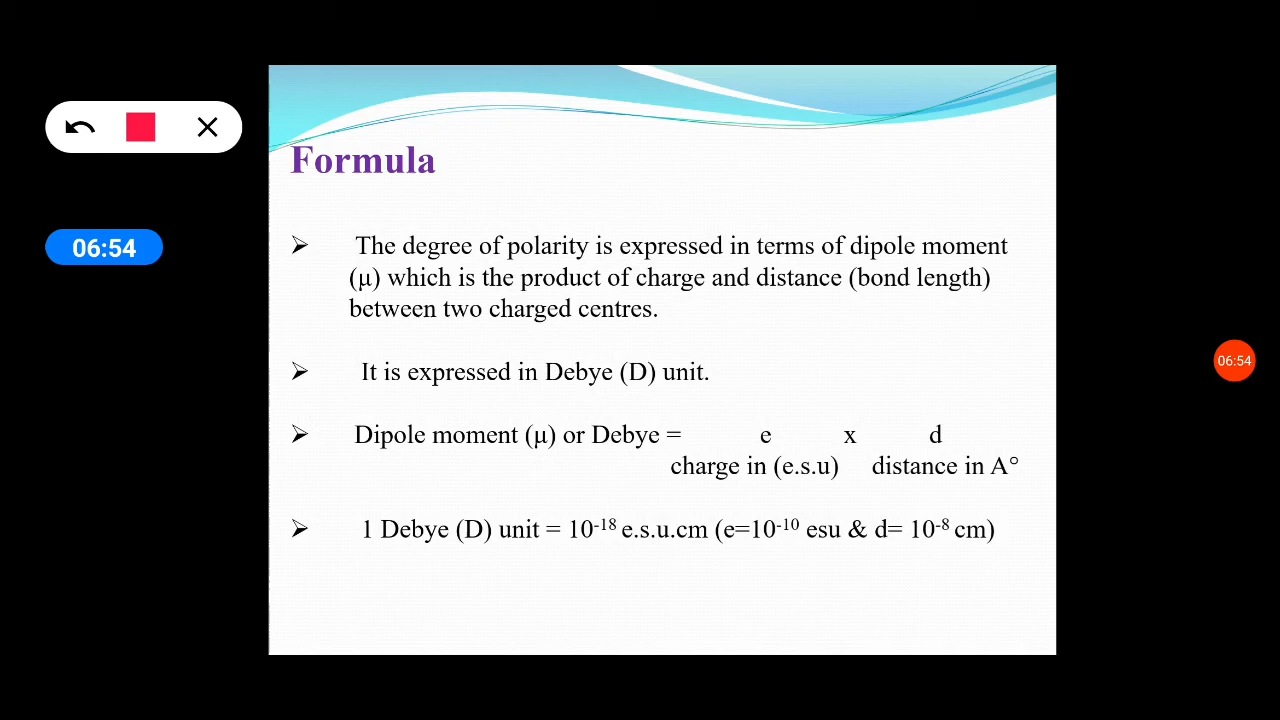 Formula
06:54
➢ The degree of polarity is expressed in terms of dipole moment
(μ) which is the product of charge and distance (bond length)
between two charged centres.
06:54
➢ It is expressed in Debye (D) unit.
➢ Dipole moment (μ) or Debye = e x d
charge in (e.s.u) distance in A°
➢ 1 Debye (D) unit = 10⁻¹⁸ e.s.u.cm (e=10⁻¹⁰ esu & d= 10⁻⁸ cm)